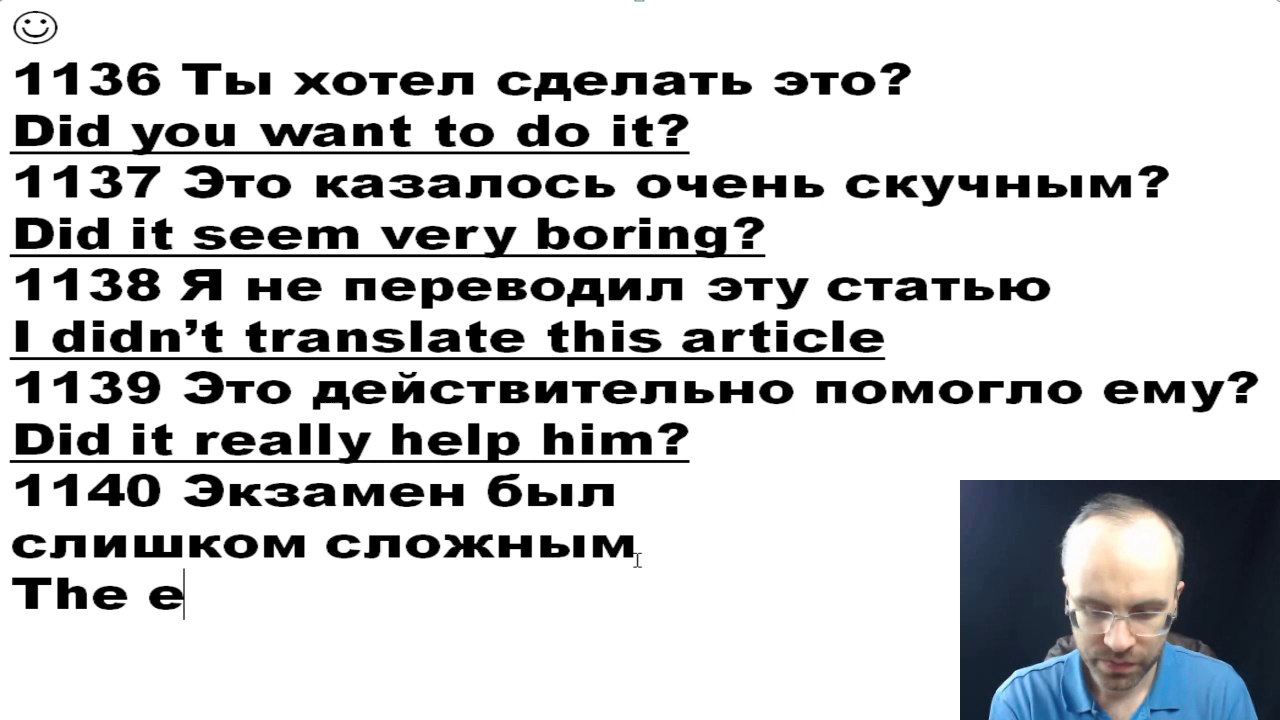 1136 Ты хотел сделать это?
Did you want to do it?
1137 Это казалось очень скучным?
Did it seem very boring?
1138 Я не переводил эту статью
I didn’t translate this article
1139 Это действительно помогло ему?
Did it really help him?
1140 Экзамен был
слишком сложным
The e